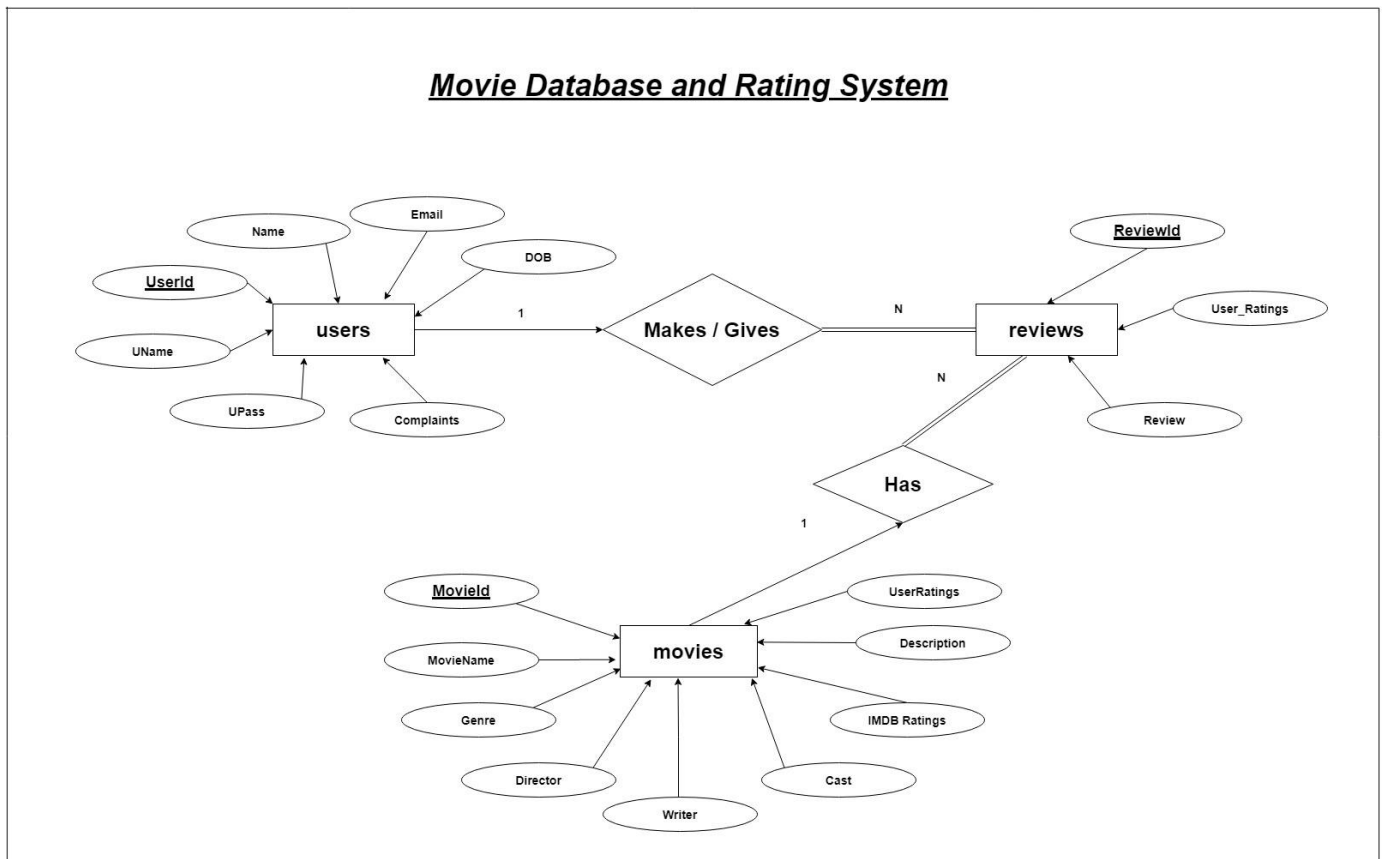 Movie Database and Rating System
Email
Name
ReviewId
DOB
UserId
User_Ratings
1
N
users
Makes / Gives
reviews
UName
N
UPass
Complaints
Review
Has
1
MovieId
UserRatings
Description
movies
MovieName
Genre
IMDB Ratings
Director
Cast
Writer